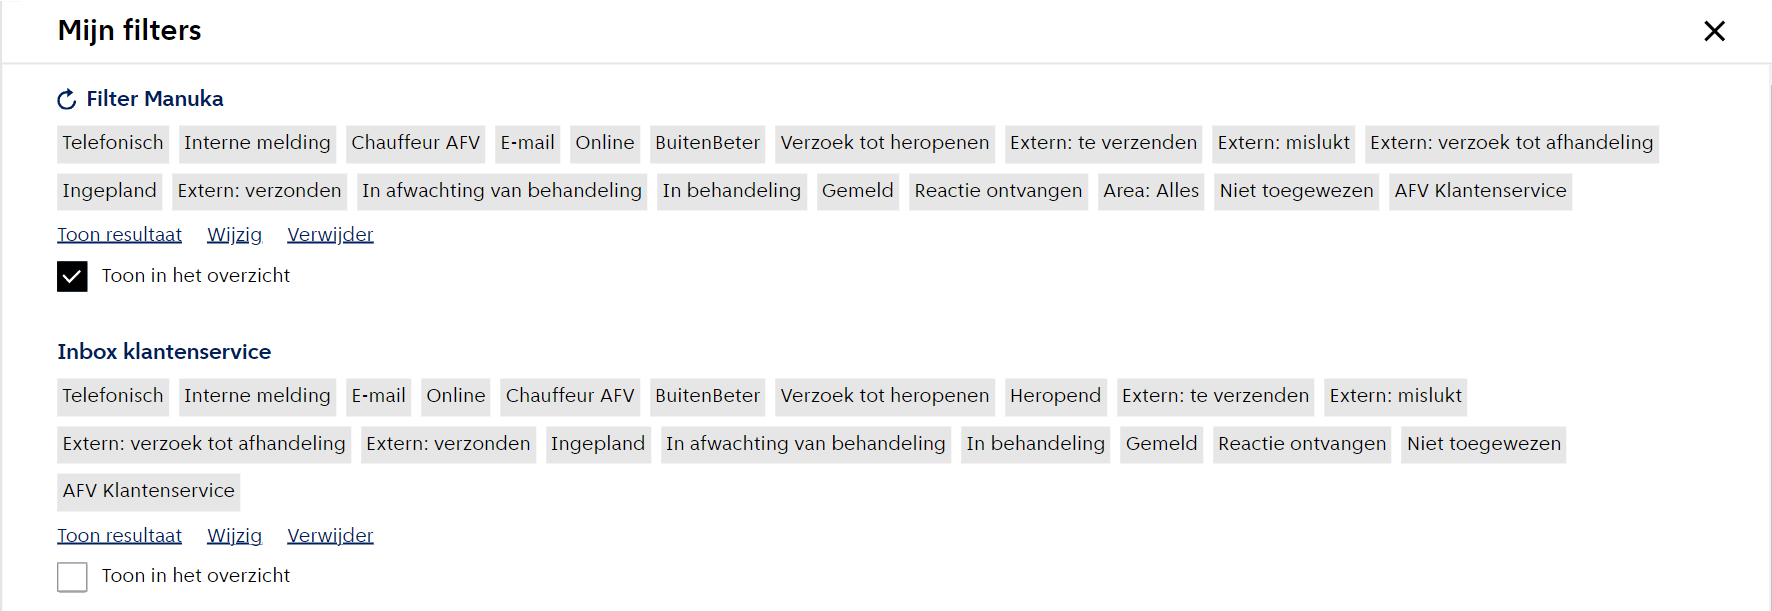 Mijn filters
Filter Manuka
Telefonisch Interne melding Chauffeur AFV E-mail Online BuitenBeter Verzoek tot heropenen Extern: te verzenden Extern: mislukt Extern: verzoek tot afhandeling
Ingepland Extern: verzonden In afwachting van behandeling In behandeling Gemeld Reactie ontvangen Area: Alles Niet toegewezen AFV Klantenservice
Toon resultaat Wijzig Verwijder
Toon in het overzicht
Inbox klantenservice
Telefonisch Interne melding E-mail Online Chauffeur AFV BuitenBeter Verzoek tot heropenen Heropend Extern: te verzenden Extern: mislukt
Extern: verzoek tot afhandeling Extern: verzonden Ingepland In afwachting van behandeling In behandeling Gemeld Reactie ontvangen Niet toegewezen
AFV Klantenservice
Toon resultaat Wijzig Verwijder
Toon in het overzicht